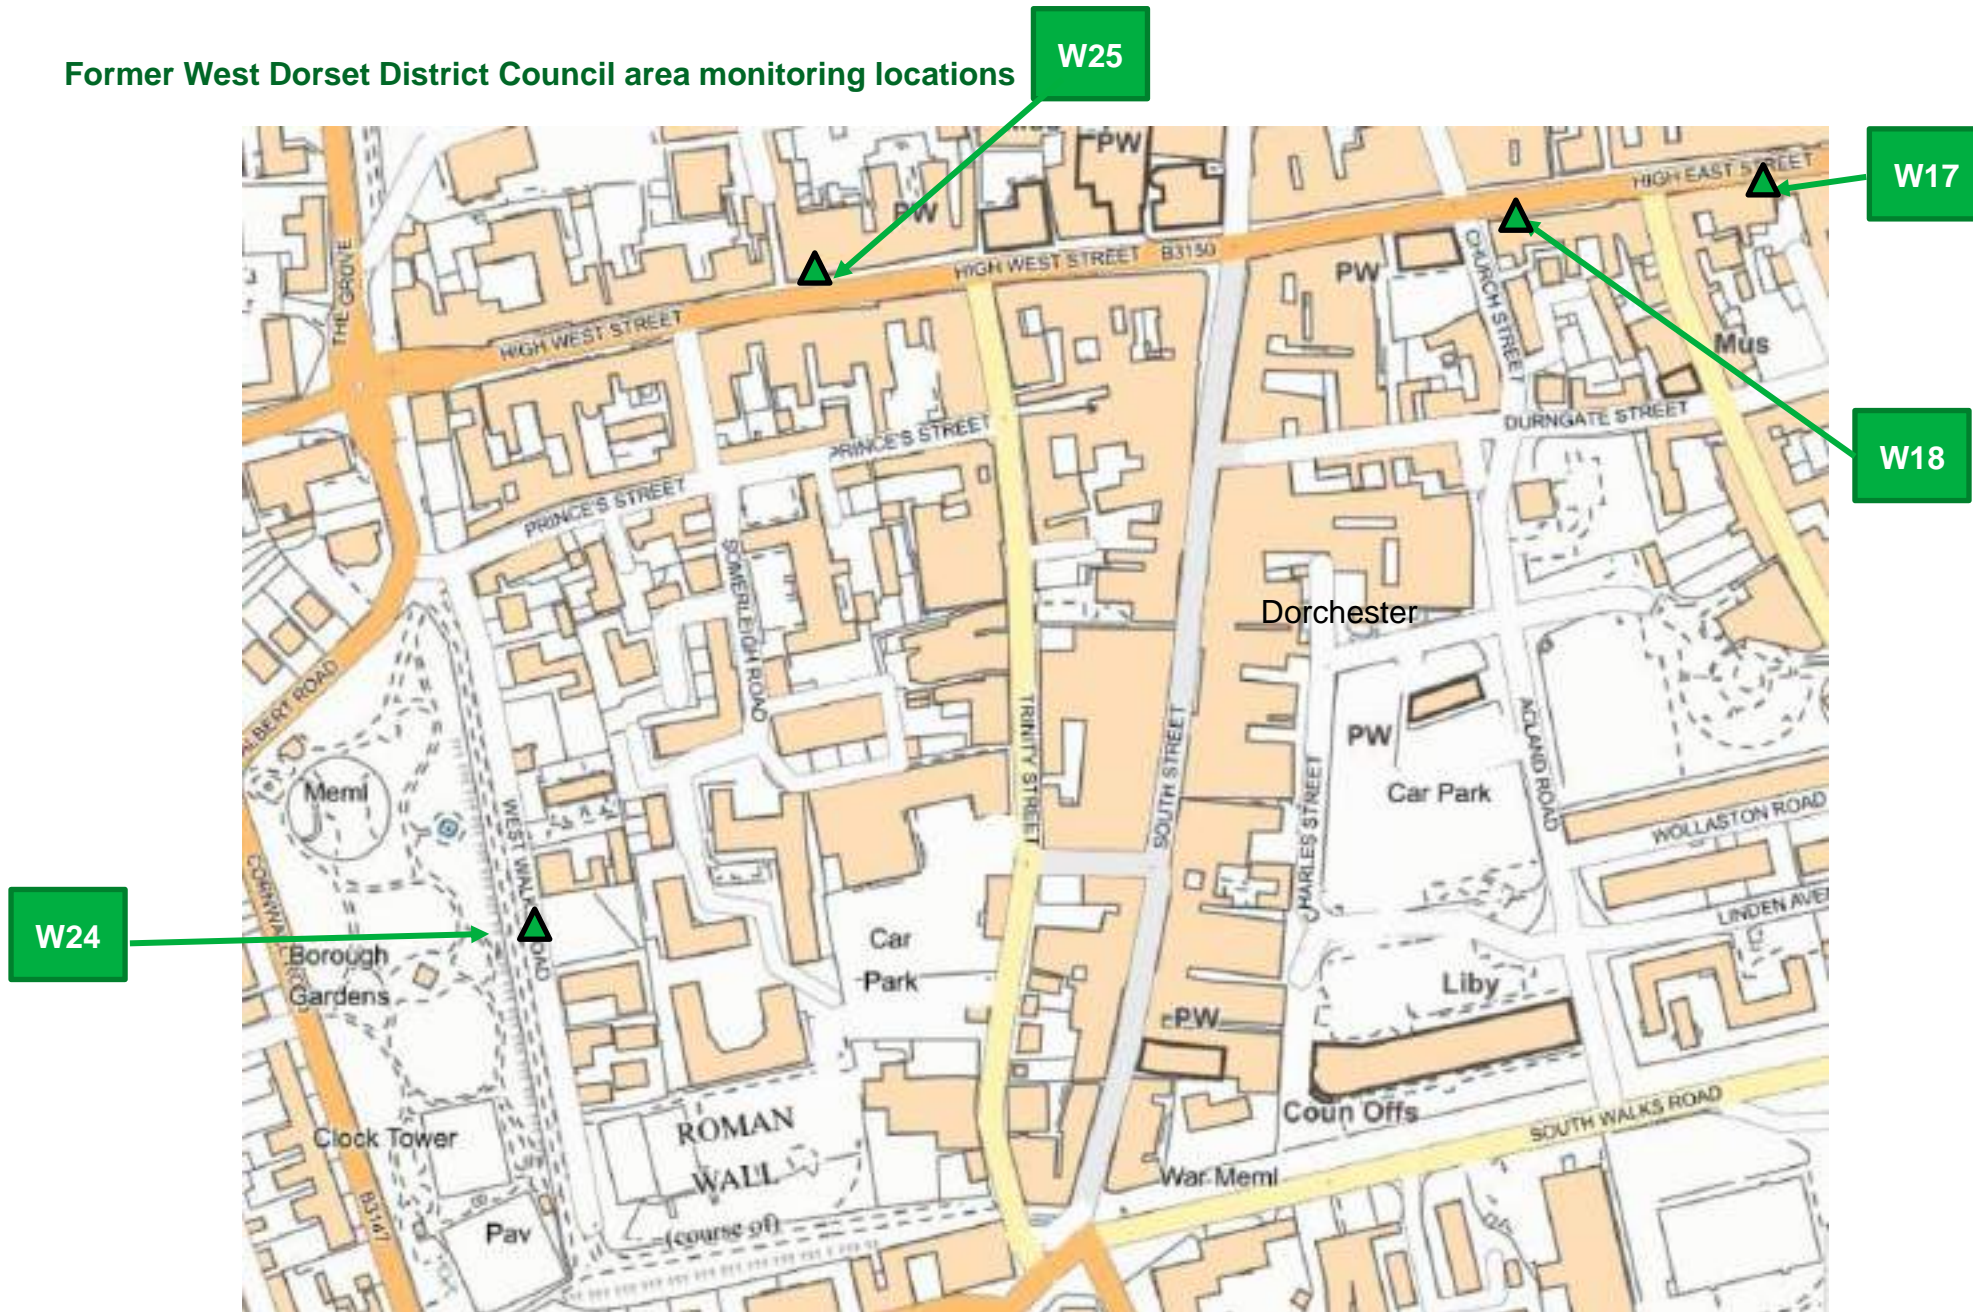 W25
Former West Dorset District Council area monitoring locations
PW
W17
HIGH EAST STREET
PW
THE GROVE
HIGH WEST STREET B3150
PW
CHURCH STREET
HIGH WEST STREET
Mus
DURNGATE STREET
PRINCE'S STREET
W18
PRINCE'S STREET
SOMERLEIGH ROAD
Dorchester
ALBERT ROAD
TRINITY STREET
SOUTH STREET
PW
ACLAND ROAD
Meml
WEST WALKS ROAD
Car Park
CHARLES STREET
WOLLASTON ROAD
LINDEN AVE
W24
Borough
Gardens
Car
Park
Liby
PW
ROMAN
WALL
(course of)
Coun Offs
SOUTH WALKS ROAD
Clock Tower
War Meml
B3147
Pav